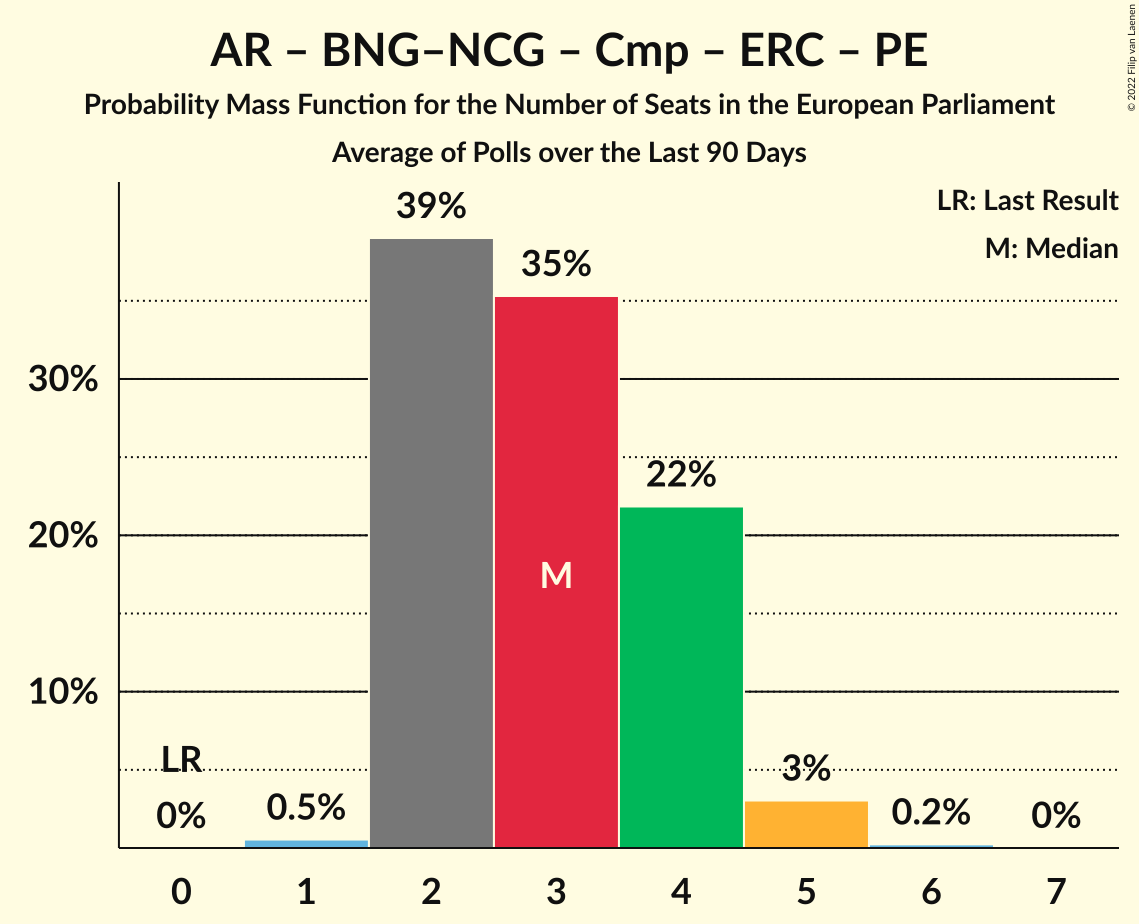 AR – BNG–NCG – Cmp – ERC – PE
Probability Mass Function for the Number of Seats in the European Parliament
Average of Polls over the Last 90 Days
© 2022 Filip van Laenen
LR: Last Result
M: Median
39%
35%
30%
22%
20%
M
10%
LR
3%
0%
0.5%
0.2%
0%
0 1 2 3 4 5 6 7